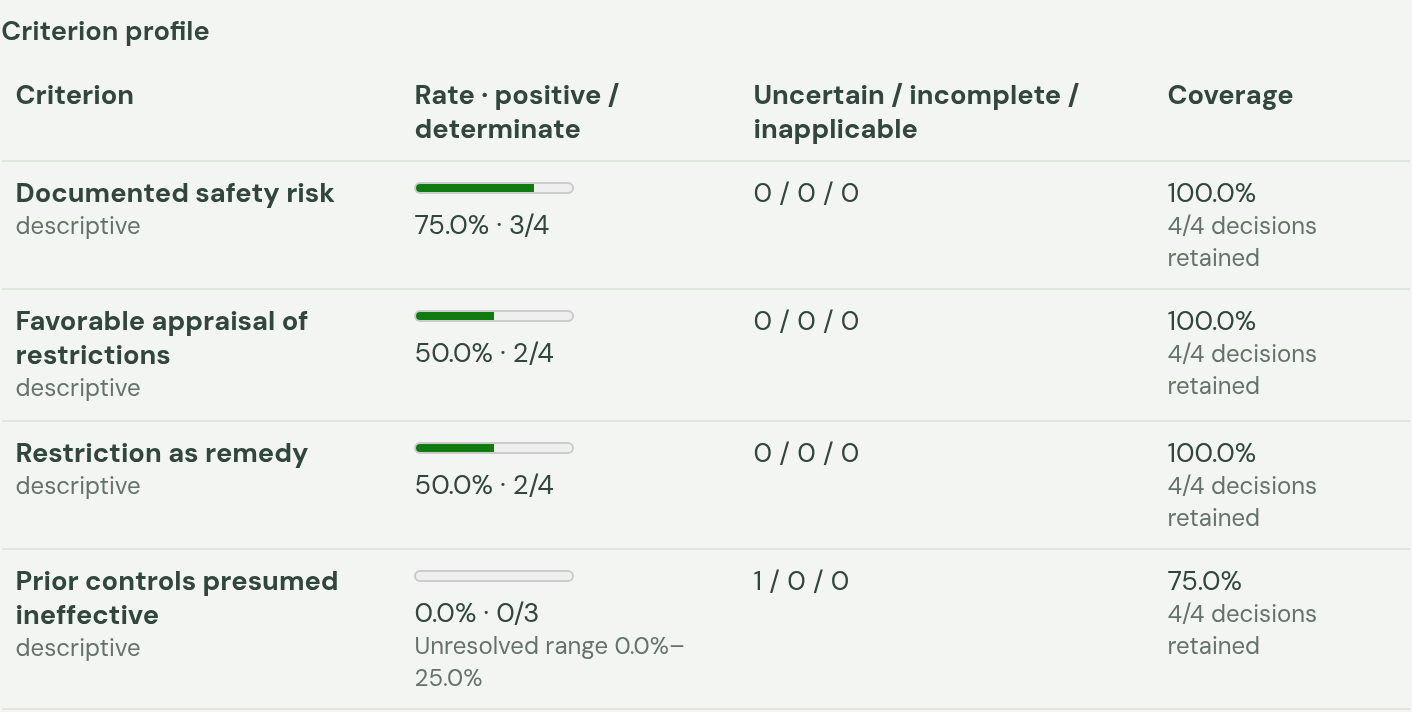 Criterion profile
Criterion
Rate · positive /
determinate
Uncertain / incomplete /
inapplicable
Coverage
Documented safety risk
descriptive
75.0% · 3/4
0 / 0 / 0
100.0%
4/4 decisions
retained
Favorable appraisal of
restrictions
descriptive
50.0% · 2/4
0 / 0 / 0
100.0%
4/4 decisions
retained
Restriction as remedy
descriptive
50.0% · 2/4
0 / 0 / 0
100.0%
4/4 decisions
retained
Prior controls presumed
ineffective
descriptive
0.0% · 0/3
Unresolved range 0.0%–
25.0%
1 / 0 / 0
75.0%
4/4 decisions
retained